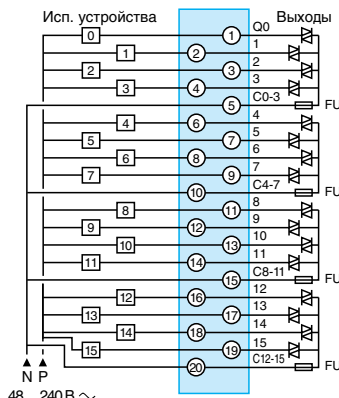 Исп. устройства Выходы
0 1 Q0
1 2 1
2 3 2
3 4 3
5 C0-3 FU
4 6 4
5 7 5
6 8 6
7 9 7
10 C4-7 FU
8 11 8
9 12 9
10 13 10
11 14 11
15 C8-11 FU
12 16 12
13 17 13
14 18 14
15 19 15
20 C12-15 FU
N P
48...240 В ~